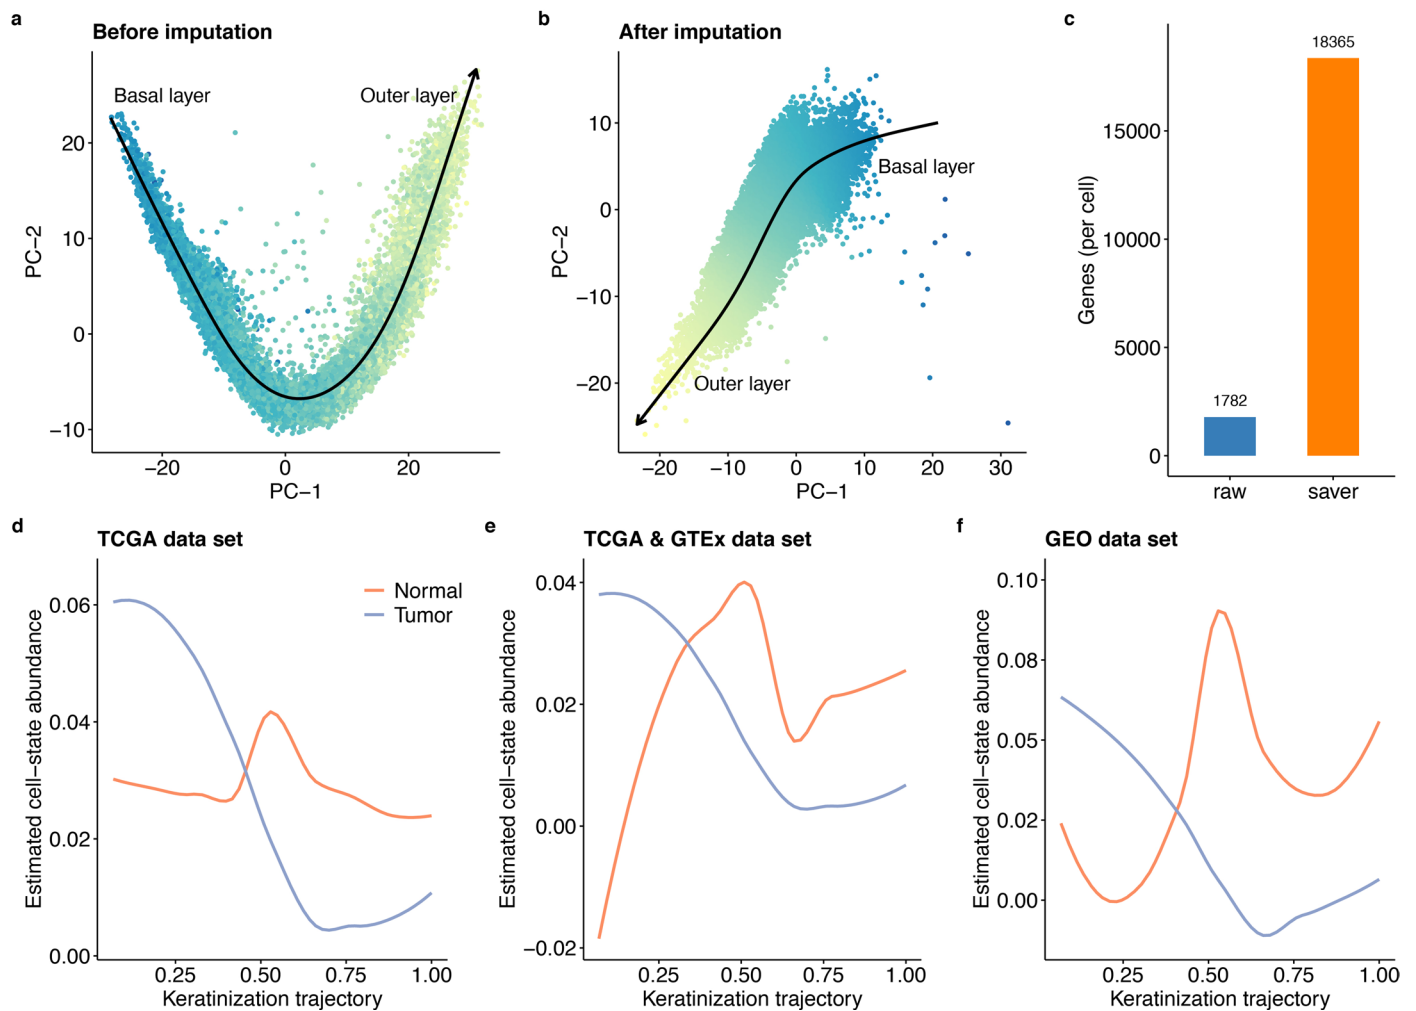 a
Before imputation
Basal layer
Outer layer
PC−2
20
10
0
−10
−20
0
20
PC−1
b
After imputation
Basal layer
Outer layer
PC−2
10
0
−10
−20
−20
−10
0
10
20
30
PC−1
c
18365
1782
Genes (per cell)
15000
10000
5000
0
raw
saver
d
TCGA data set
Normal
Tumor
Estimated cell−state abundance
0.06
0.04
0.02
0.00
0.25
0.50
0.75
1.00
Keratinization trajectory
e
TCGA & GTEx data set
Estimated cell−state abundance
0.04
0.02
0.00
−0.02
0.25
0.50
0.75
1.00
Keratinization trajectory
f
GEO data set
Estimated cell−state abundance
0.10
0.08
0.05
0.02
0.00
0.25
0.50
0.75
1.00
Keratinization trajectory